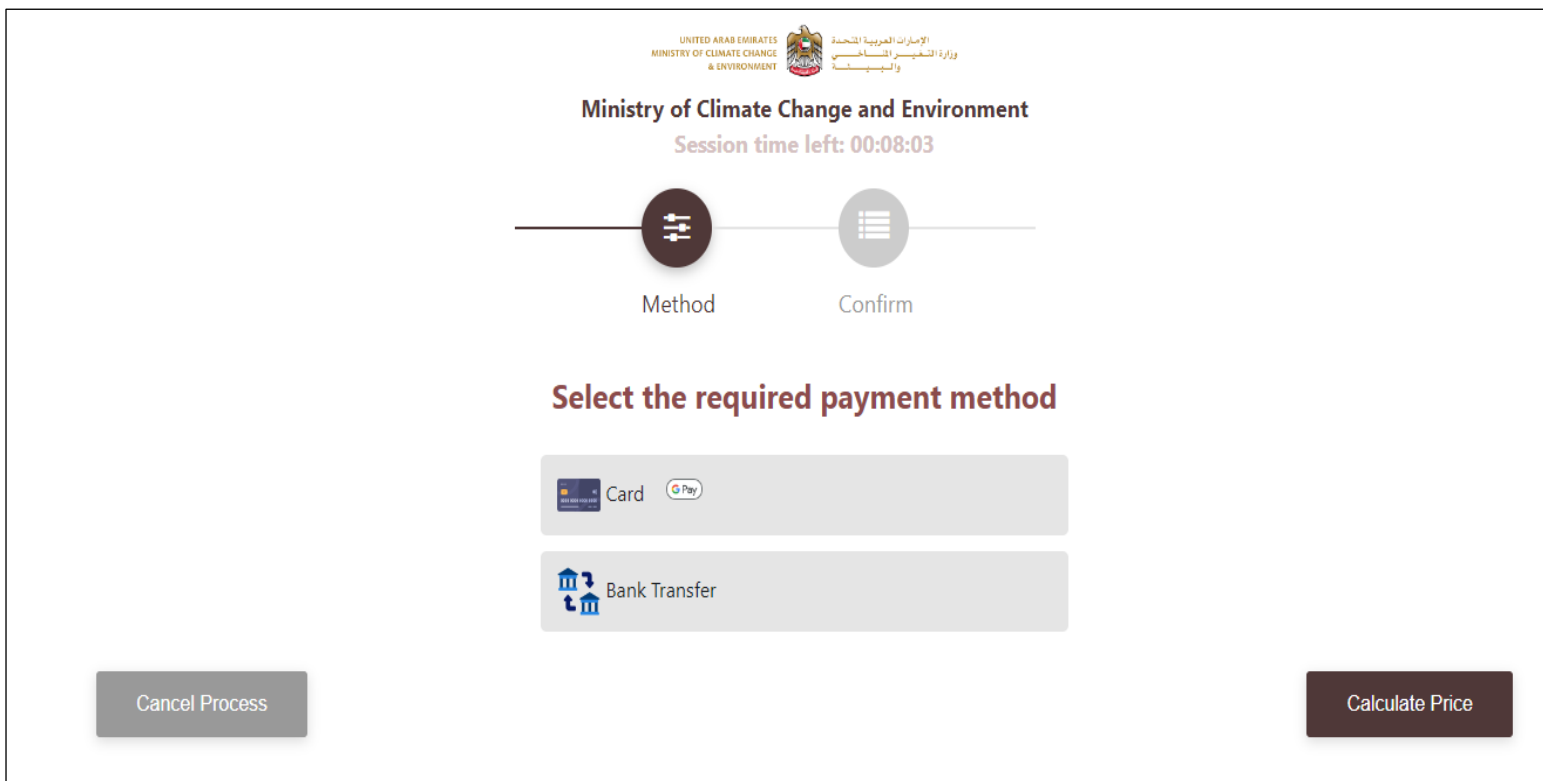 UNITED ARAB EMIRATES
MINISTRY OF CLIMATE CHANGE
& ENVIRONMENT
الإمارات العربية المتحدة
وزارة التغيير المناخي
والبيئة
Ministry of Climate Change and Environment
Session time left: 00:08:03
Method
Confirm
Select the required payment method
Card
G Pay
Bank Transfer
Cancel Process
Calculate Price